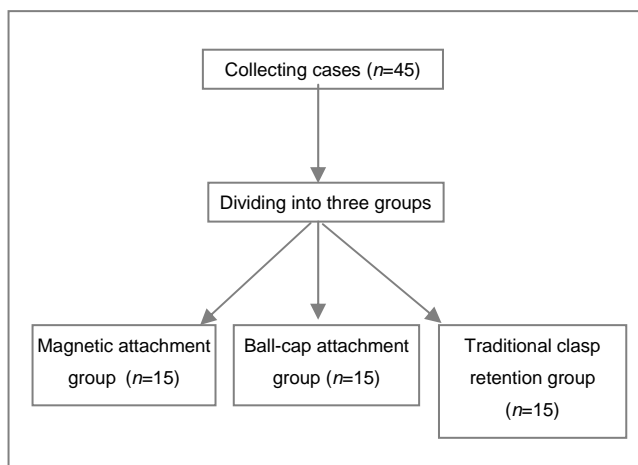 Collecting cases (n=45)
Dividing into three groups
Magnetic attachment
group (n=15)
Ball-cap attachment
group (n=15)
Traditional clasp
retention group
(n=15)